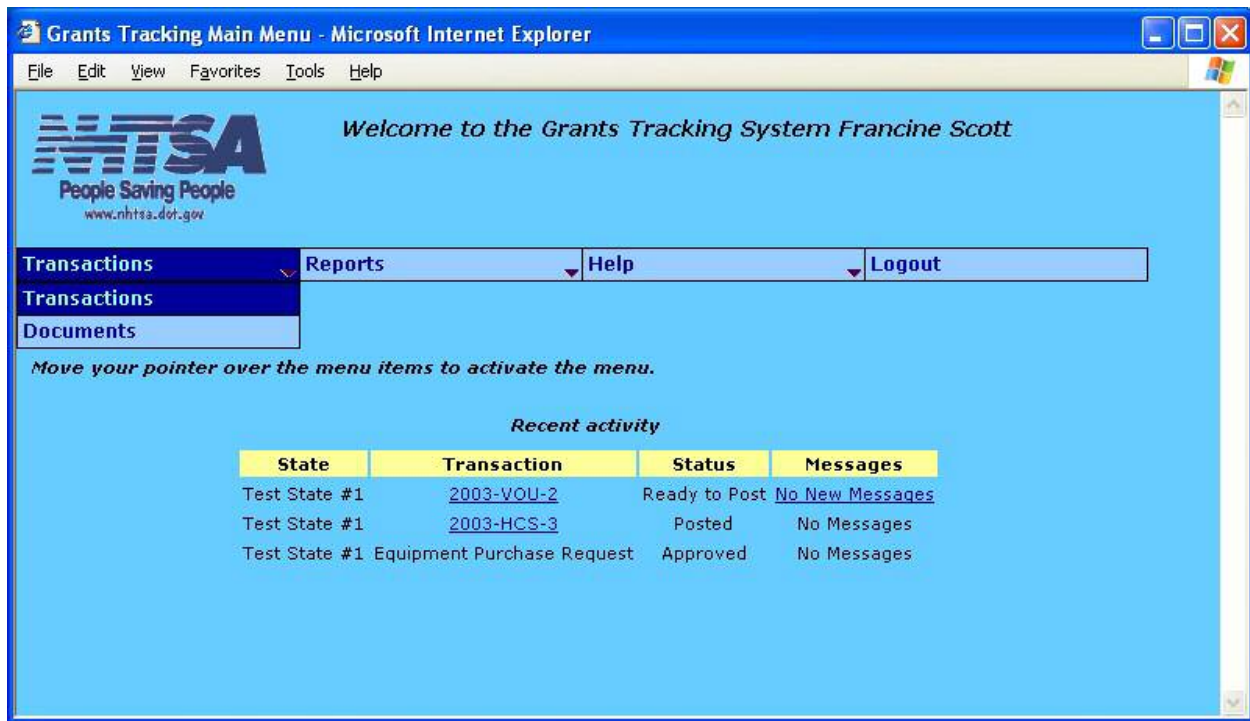 Grants Tracking Main Menu - Microsoft Internet Explorer
File Edit View Favorites Tools Help
NHTSA
People Saving People
www.nhtsa.dot.gov
Welcome to the Grants Tracking System Francine Scott
Transactions Reports Help Logout
Transactions
Documents
Move your pointer over the menu items to activate the menu.
Recent activity
State Transaction Status Messages
Test State #1 2003-VOU-2 Ready to Post No New Messages
Test State #1 2003-HCS-3 Posted No Messages
Test State #1 Equipment Purchase Request Approved No Messages